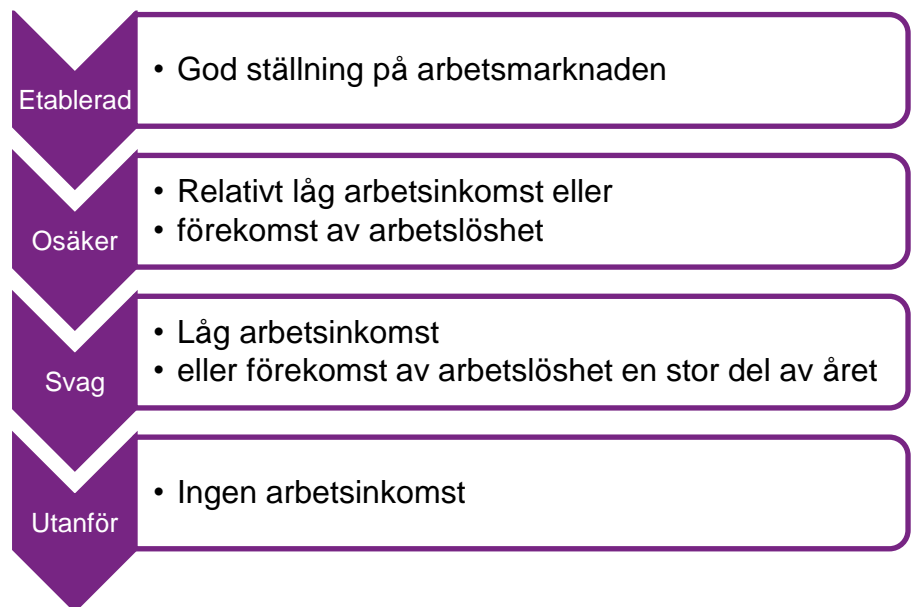 Etablerad
• God ställning på arbetsmarknaden
Osäker
• Relativt låg arbetsinkomst eller
• förekomst av arbetslöshet
Svag
• Låg arbetsinkomst
• eller förekomst av arbetslöshet en stor del av året
Utanför
• Ingen arbetsinkomst